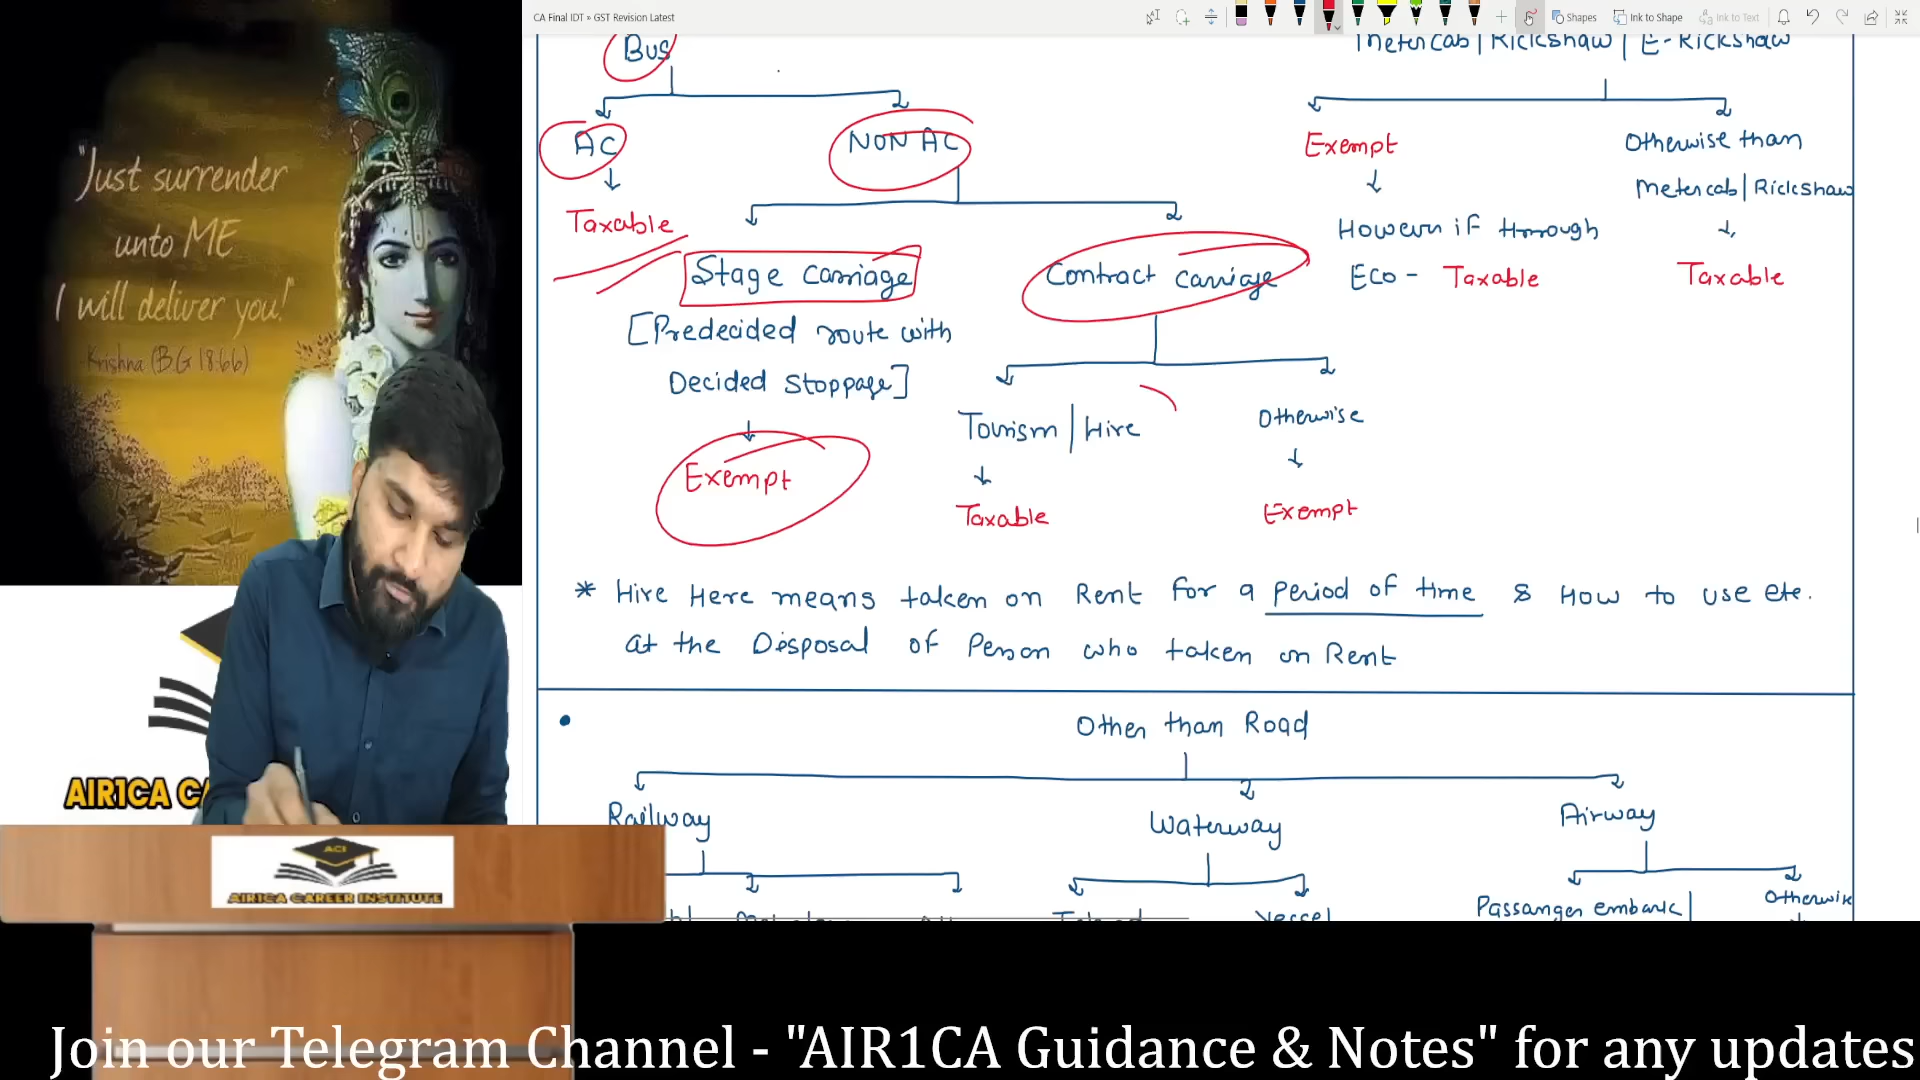 CA Final IDT » GST Revision Latest
Shapes
Ink to Shape
Ink to Text
"Just surrender
unto ME
I will deliver you!"
Krishna (B.G 18:66)
Bus
AC
NON AC
Taxable
Stage Carriage
[Predecided route with
Decided stoppage]
Exempt
Contract carriage
Tourism | Hire
Taxable
Otherwise
Exempt
Metercab | Rickshaw | E-Rickshaw
Exempt
However if through
Eco - Taxable
Otherwise than
Metercab | Rickshaw
Taxable
* Hire Here means taken on Rent for a period of time & How to use etc.
at the Disposal of Person who taken on Rent
Other than Road
Railway
Waterway
Vessel
Airway
Passanger embark |
Otherwise
AIR1CA CA
ACI
AIR1CA CAREER INSTITUTE
Join our Telegram Channel - "AIR1CA Guidance & Notes" for any updates